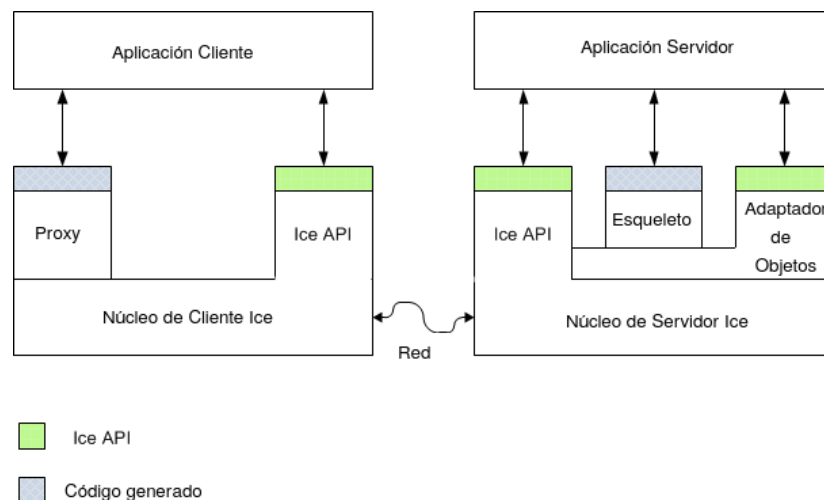 Aplicación Cliente
Aplicación Servidor
Proxy
Ice API
Ice API
Esqueleto
Adaptador
de
Objetos
Núcleo de Cliente Ice
Red
Núcleo de Servidor Ice
Ice API
Código generado